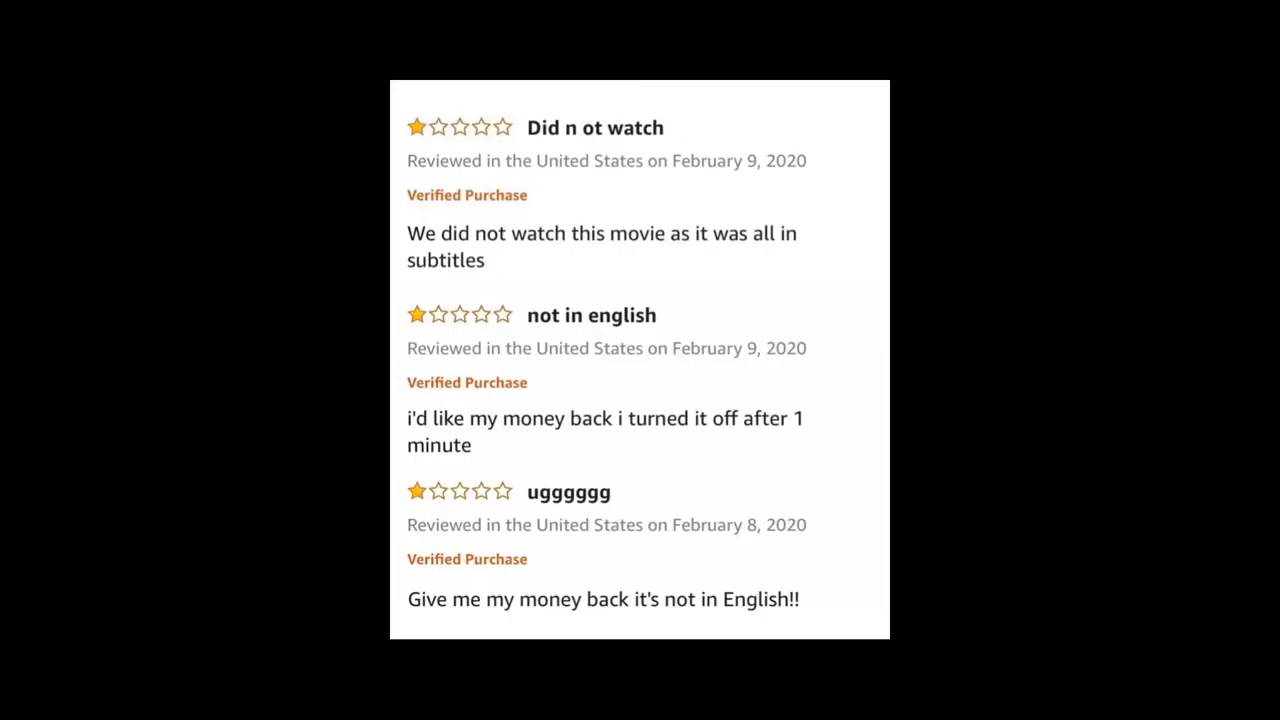 Did n ot watch
Reviewed in the United States on February 9, 2020
Verified Purchase
We did not watch this movie as it was all in
subtitles
not in english
Reviewed in the United States on February 9, 2020
Verified Purchase
i'd like my money back i turned it off after 1
minute
ugggggg
Reviewed in the United States on February 8, 2020
Verified Purchase
Give me my money back it's not in English!!